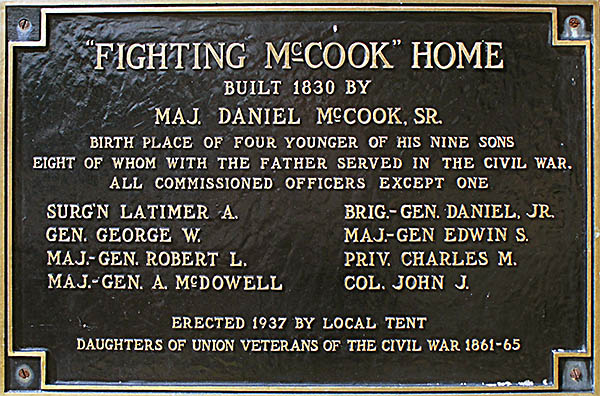 "FIGHTING McCOOK" HOME
BUILT 1830 BY
MAJ. DANIEL McCOOK, SR.
BIRTH PLACE OF FOUR YOUNGER OF HIS NINE SONS
EIGHT OF WHOM WITH THE FATHER SERVED IN THE CIVIL WAR.
ALL COMMISSIONED OFFICERS EXCEPT ONE
SURG'N LATIMER A.
GEN. GEORGE W.
MAJ.-GEN. ROBERT L.
MAJ.-GEN. A. McDOWELL
BRIG.-GEN. DANIEL, JR.
MAJ.-GEN EDWIN S.
PRIV. CHARLES M.
COL. JOHN J.
ERECTED 1937 BY LOCAL TENT
DAUGHTERS OF UNION VETERANS OF THE CIVIL WAR 1861-65